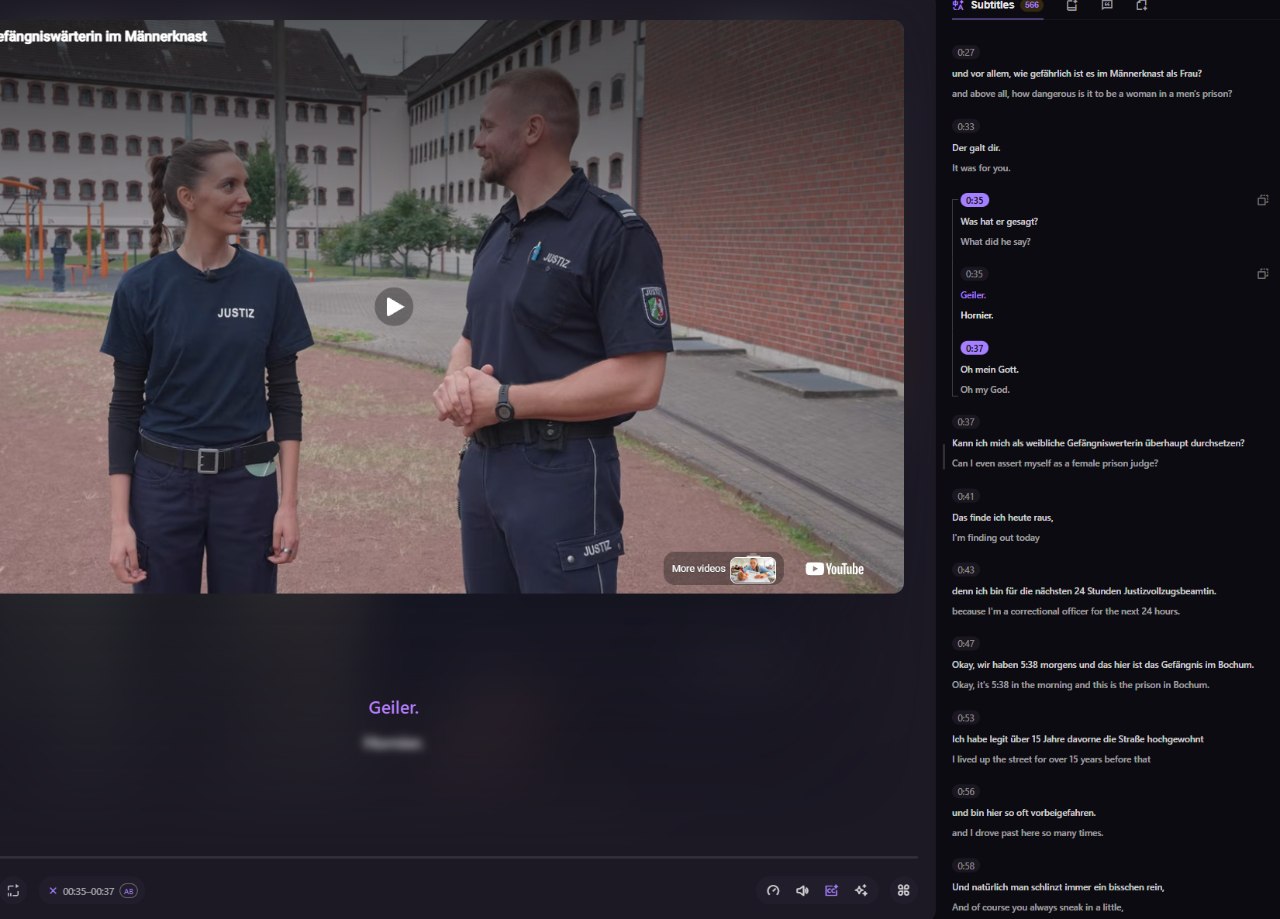 efängniswärterin im Männerknast
JUSTIZ
JUSTIZ
JUSTIZ
JUSTIZ
More videos
YouTube
Geiler.
00:35–00:37
AB
CC
Subtitles 566
0:27
und vor allem, wie gefährlich ist es im Männerknast als Frau?
and above all, how dangerous is it to be a woman in a men's prison?
0:33
Der galt dir.
It was for you.
0:35
Was hat er gesagt?
What did he say?
0:35
Geiler.
Hornier.
0:37
Oh mein Gott.
Oh my God.
0:37
Kann ich mich als weibliche Gefängniswerterin überhaupt durchsetzen?
Can I even assert myself as a female prison judge?
0:41
Das finde ich heute raus,
I'm finding out today
0:43
denn ich bin für die nächsten 24 Stunden Justizvollzugsbeamtin.
because I'm a correctional officer for the next 24 hours.
0:47
Okay, wir haben 5:38 morgens und das hier ist das Gefängnis im Bochum.
Okay, it's 5:38 in the morning and this is the prison in Bochum.
0:53
Ich habe legit über 15 Jahre davorne die Straße hochgewohnt
I lived up the street for over 15 years before that
0:56
und bin hier so oft vorbeigefahren.
and I drove past here so many times.
0:58
Und natürlich man schlinzt immer ein bisschen rein,
And of course you always sneak in a little,